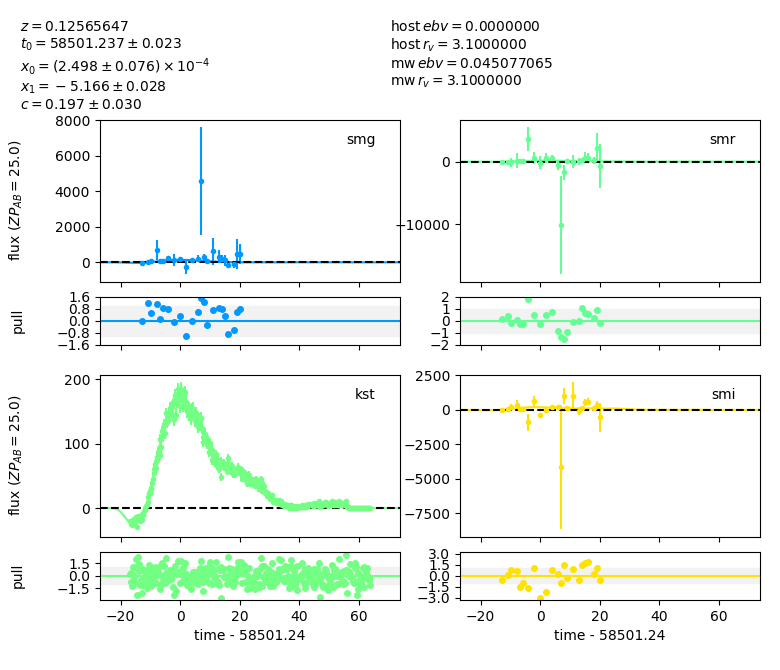 z = 0.12565647
t₀ = 58501.237 ± 0.023
x₀ = (2.498 ± 0.076) × 10⁻⁴
x₁ = −5.166 ± 0.028
c = 0.197 ± 0.030
host ebv = 0.0000000
host r_v = 3.1000000
mw ebv = 0.045077065
mw r_v = 3.1000000
flux (ZP_AB = 25.0)
8000
6000
4000
2000
0
smg
0
−10000
smr
pull
1.6
0.8
0.0
−0.8
−1.6
2
1
0
−1
−2
flux (ZP_AB = 25.0)
200
100
0
kst
2500
0
−2500
−5000
−7500
smi
pull
1.5
0.0
−1.5
3.0
1.5
0.0
−1.5
−3.0
−20 0 20 40 60
−20 0 20 40 60
time - 58501.24
time - 58501.24